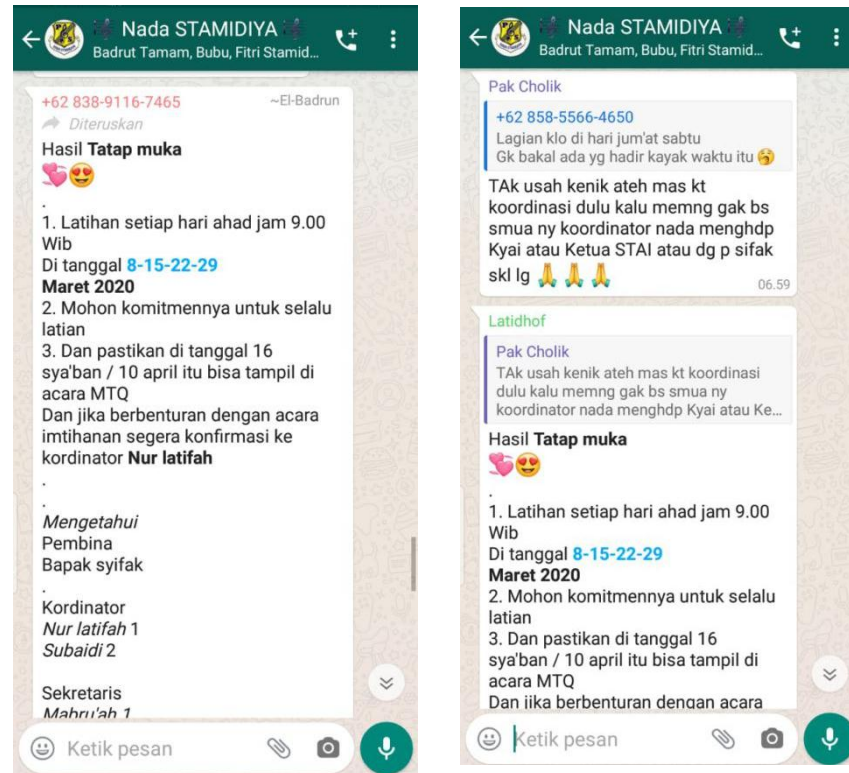 Nada STAMIDIYA
Badrut Tamam, Bubu, Fitri Stamid...
+62 838-9116-7465 ~El-Badrun
Diteruskan
Hasil Tatap muka
💞😍
.
1. Latihan setiap hari ahad jam 9.00
Wib
Di tanggal 8-15-22-29
Maret 2020
2. Mohon komitmennya untuk selalu
latian
3. Dan pastikan di tanggal 16
sya'ban / 10 april itu bisa tampil di
acara MTQ
Dan jika berbenturan dengan acara
imtihanan segera konfirmasi ke
kordinator Nur latifah
.
.
Mengetahui
Pembina
Bapak syifak
.
Kordinator
Nur latifah 1
Subaidi 2
Sekretaris
Mahru'ah 1
Ketik pesan
Nada STAMIDIYA
Badrut Tamam, Bubu, Fitri Stamid...
Pak Cholik
+62 858-5566-4650
Lagian klo di hari jum'at sabtu
Gk bakal ada yg hadir kayak waktu itu 🤭
TAk usah kenik ateh mas kt
koordinasi dulu kalu memng gak bs
smua ny koordinator nada menghdp
Kyai atau Ketua STAI atau dg p sifak
skl lg 🙏🙏🙏
06.59
Latidhof
Pak Cholik
TAk usah kenik ateh mas kt koordinasi
dulu kalu memng gak bs smua ny
koordinator nada menghdp Kyai atau Ke...
Hasil Tatap muka
💞😍
.
1. Latihan setiap hari ahad jam 9.00
Wib
Di tanggal 8-15-22-29
Maret 2020
2. Mohon komitmennya untuk selalu
latian
3. Dan pastikan di tanggal 16
sya'ban / 10 april itu bisa tampil di
acara MTQ
Dan jika berbenturan dengan acara
Ketik pesan